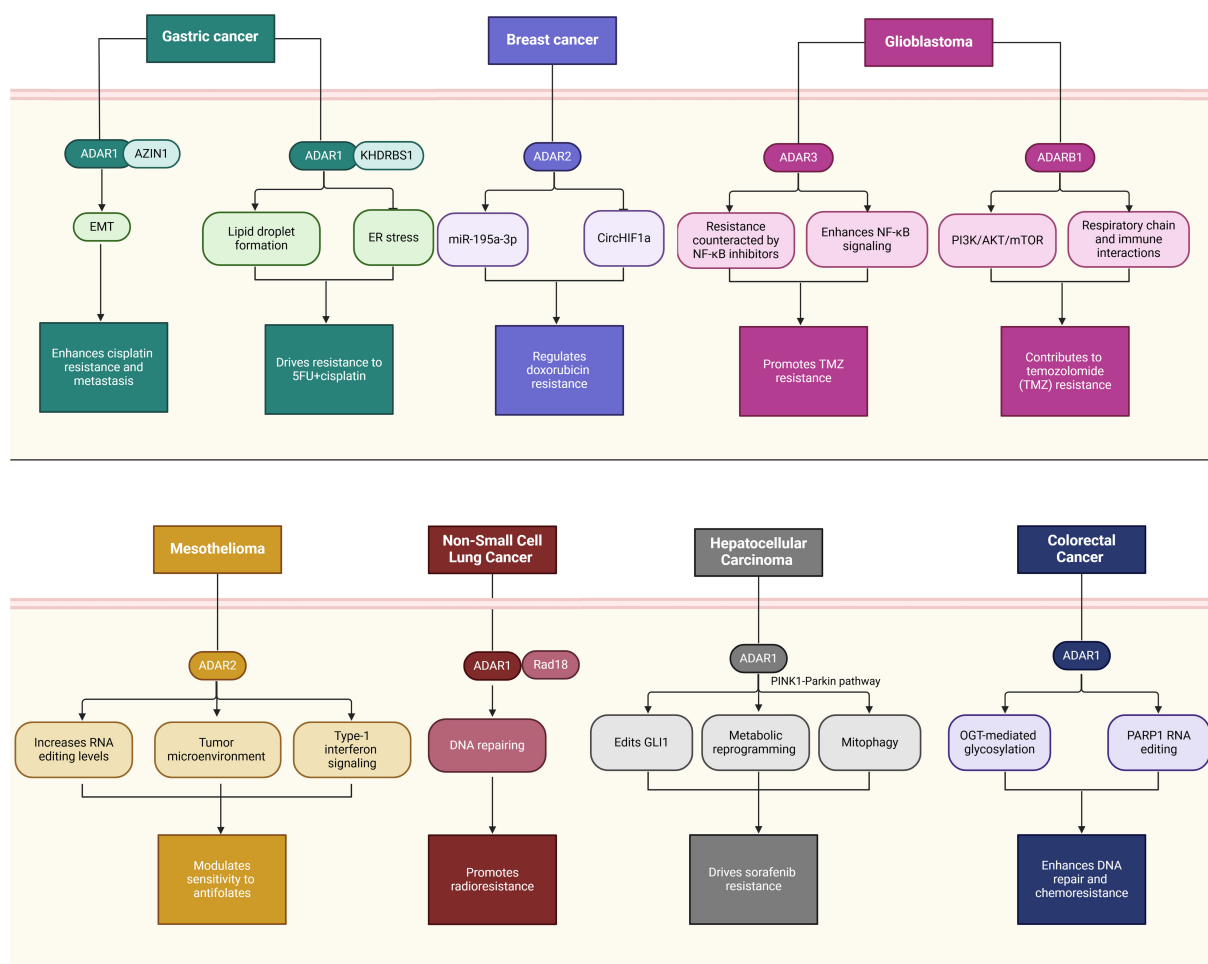 Gastric cancer
Breast cancer
Glioblastoma
ADAR1
AZIN1
ADAR1
KHDRBS1
ADAR2
ADAR3
ADARB1
EMT
Lipid droplet
formation
ER stress
miR-195a-3p
CircHIF1a
Resistance
counteracted by
NF-κB inhibitors
Enhances NF-κB
signaling
PI3K/AKT/mTOR
Respiratory chain
and immune
interactions
Enhances cisplatin
resistance and
metastasis
Drives resistance to
5FU+cisplatin
Regulates
doxorubicin
resistance
Promotes TMZ
resistance
Contributes to
temozolomide
(TMZ) resistance
Mesothelioma
Non-Small Cell
Lung Cancer
Hepatocellular
Carcinoma
Colorectal
Cancer
ADAR2
ADAR1
Rad18
ADAR1
ADAR1
PINK1-Parkin pathway
Increases RNA
editing levels
Tumor
microenvironment
Type-1
interferon
signaling
DNA repairing
Edits GLI1
Metabolic
reprogramming
Mitophagy
OGT-mediated
glycosylation
PARP1 RNA
editing
Modulates
sensitivity to
antifolates
Promotes
radioresistance
Drives sorafenib
resistance
Enhances DNA
repair and
chemoresistance